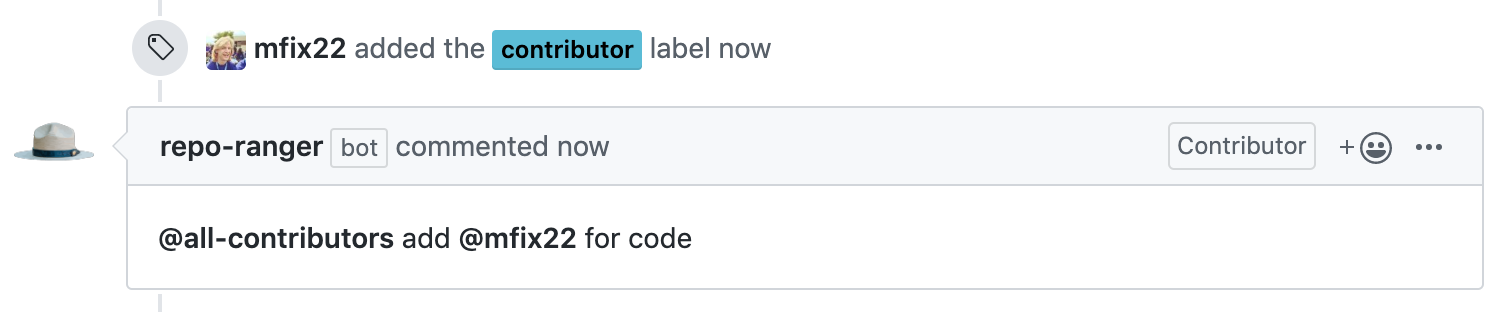 mfix22 added the contributor label now
repo-ranger bot commented now Contributor
@all-contributors add @mfix22 for code